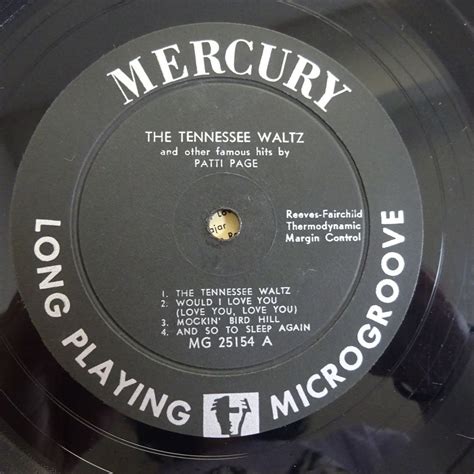 MERCURY
THE TENNESSEE WALTZ
and other famous hits by
PATTI PAGE
Reeves-Fairchild
Thermodynamic
Margin Control
1. THE TENNESSEE WALTZ
2. WOULD I LOVE YOU
(LOVE YOU, LOVE YOU)
3. MOCKIN' BIRD HILL
4. AND SO TO SLEEP AGAIN
MG 25154 A
LONG PLAYING MICROGROOVE